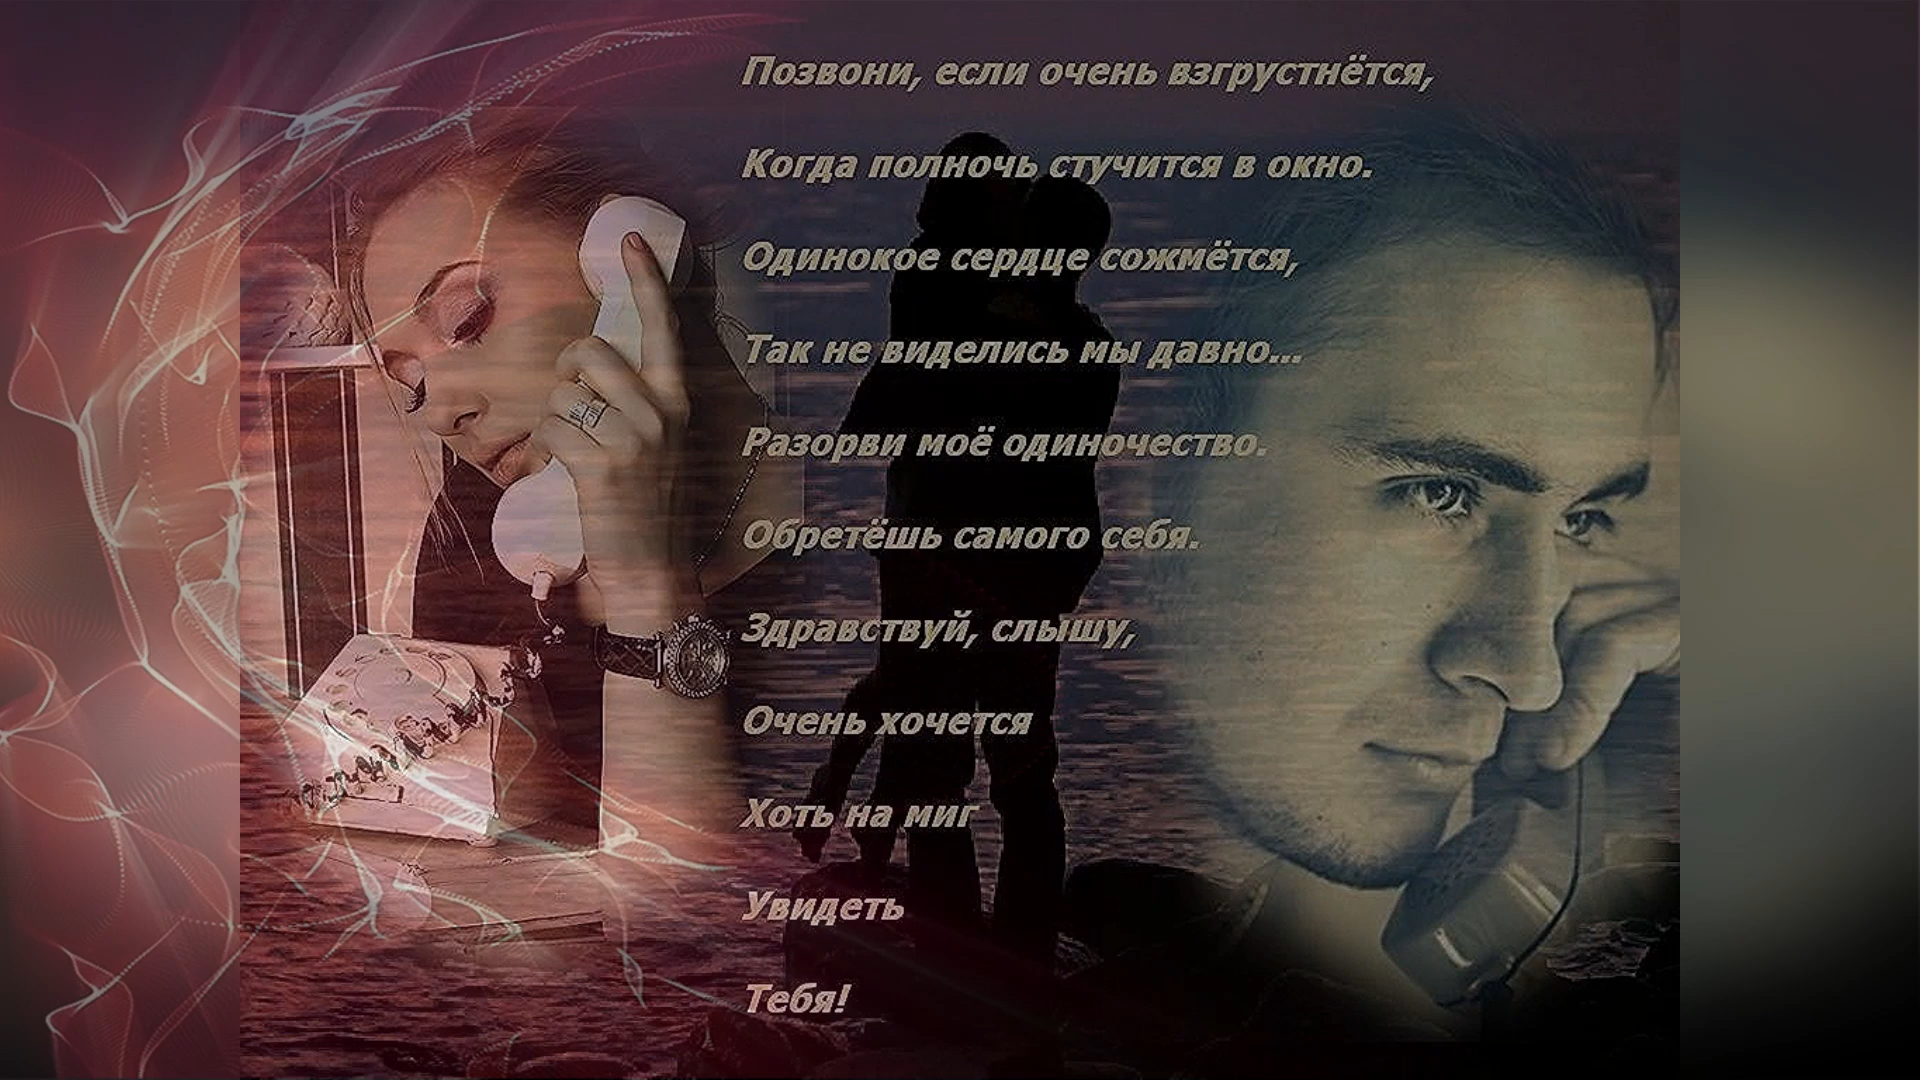 Позвони, если очень взгрустнётся,
Когда полночь стучится в окно.
Одинокое сердце сожмётся,
Так не виделись мы давно...
Разорви моё одиночество.
Обретёшь самого себя.
Здравствуй, слышу,
Очень хочется
Хоть на миг
Увидеть
Тебя!